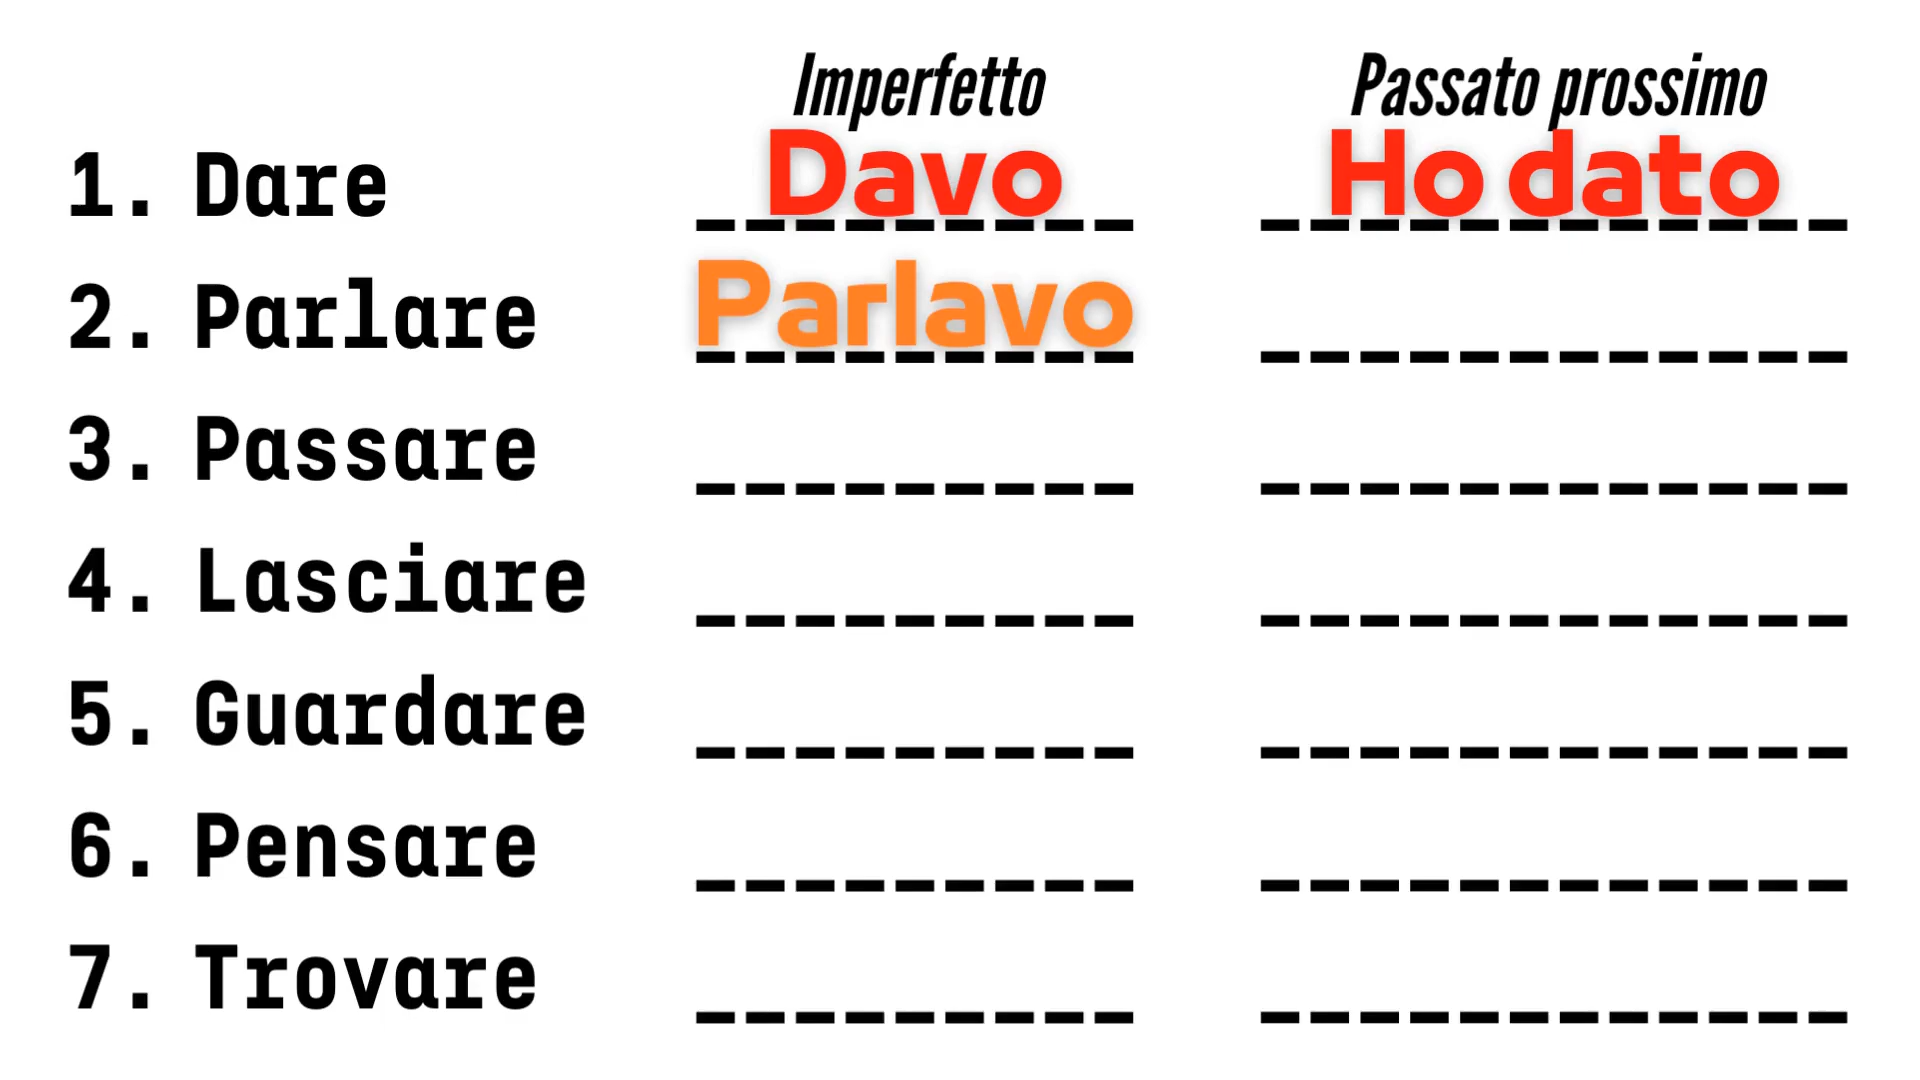 Imperfetto Passato prossimo
1. Dare Davo Ho dato
2. Parlare Parlavo
3. Passare
4. Lasciare
5. Guardare
6. Pensare
7. Trovare